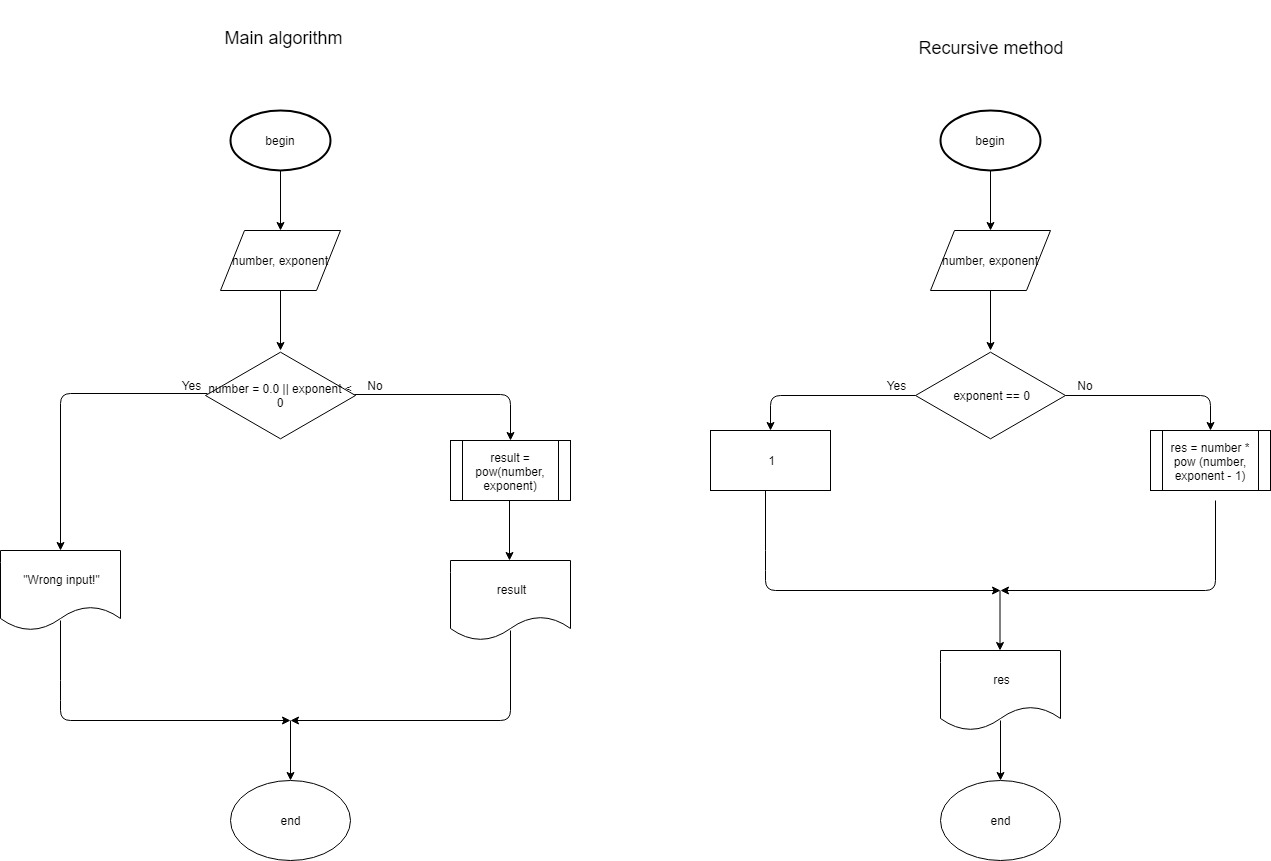 Main algorithm
begin
number, exponent
Yes
number = 0.0 || exponent <
0
No
result =
pow(number,
exponent)
"Wrong input!"
result
end
Recursive method
begin
number, exponent
Yes
exponent == 0
No
1
res = number *
pow (number,
exponent - 1)
res
end